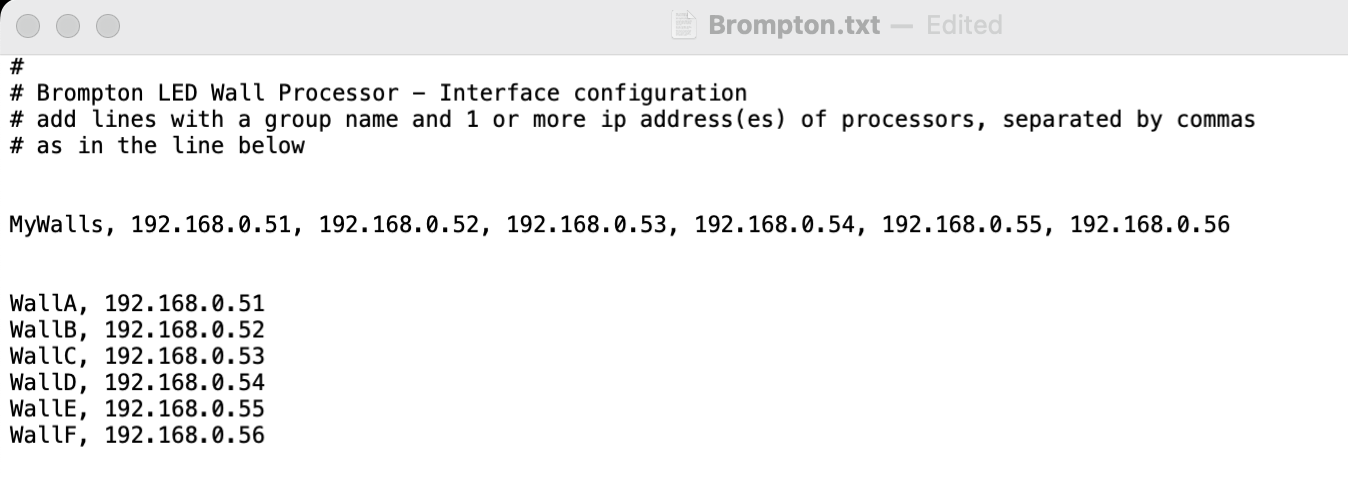 Brompton.txt — Edited
#
# Brompton LED Wall Processor – Interface configuration
# add lines with a group name and 1 or more ip address(es) of processors, separated by commas
# as in the line below
MyWalls, 192.168.0.51, 192.168.0.52, 192.168.0.53, 192.168.0.54, 192.168.0.55, 192.168.0.56
WallA, 192.168.0.51
WallB, 192.168.0.52
WallC, 192.168.0.53
WallD, 192.168.0.54
WallE, 192.168.0.55
WallF, 192.168.0.56